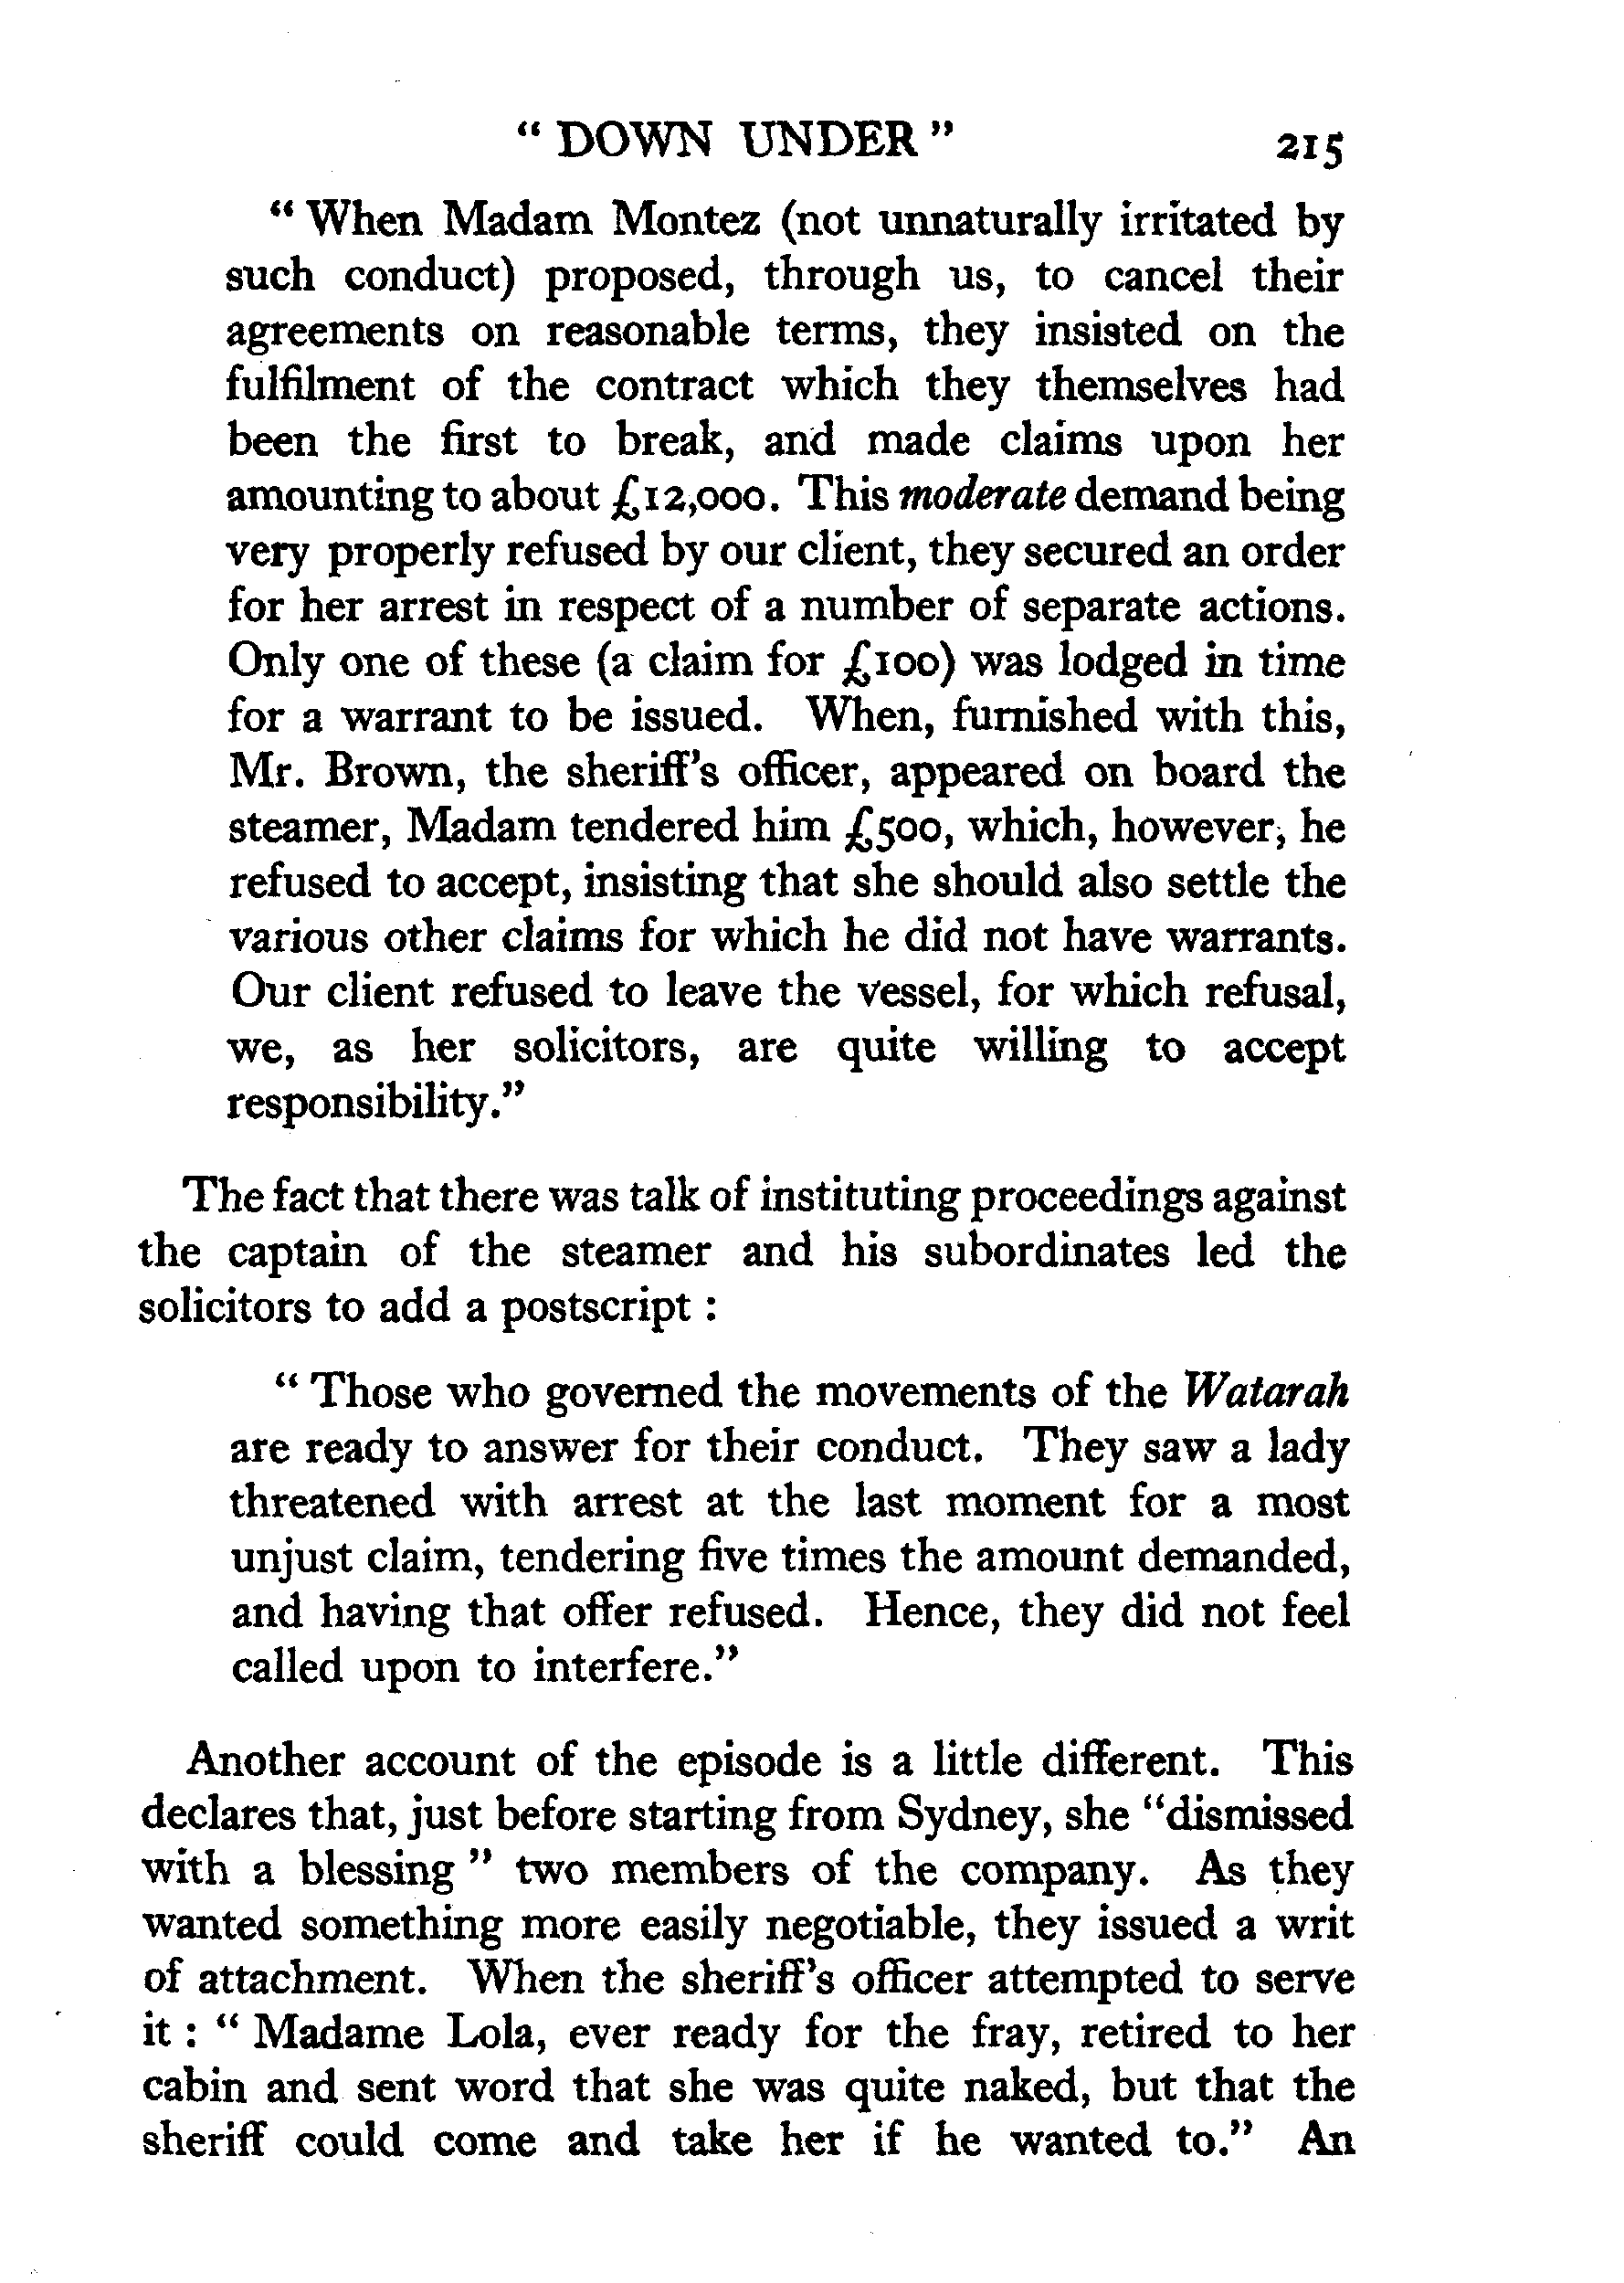 " DOWN UNDER " 215
" When Madam Montez (not unnaturally irritated by
such conduct) proposed, through us, to cancel their
agreements on reasonable terms, they insisted on the
fulfilment of the contract which they themselves had
been the first to break, and made claims upon her
amounting to about £12,000. This moderate demand being
very properly refused by our client, they secured an order
for her arrest in respect of a number of separate actions.
Only one of these (a claim for £100) was lodged in time
for a warrant to be issued. When, furnished with this,
Mr. Brown, the sheriff's officer, appeared on board the
steamer, Madam tendered him £500, which, however, he
refused to accept, insisting that she should also settle the
various other claims for which he did not have warrants.
Our client refused to leave the vessel, for which refusal,
we, as her solicitors, are quite willing to accept
responsibility."
The fact that there was talk of instituting proceedings against
the captain of the steamer and his subordinates led the
solicitors to add a postscript :
" Those who governed the movements of the Watarah
are ready to answer for their conduct. They saw a lady
threatened with arrest at the last moment for a most
unjust claim, tendering five times the amount demanded,
and having that offer refused. Hence, they did not feel
called upon to interfere."
Another account of the episode is a little different. This
declares that, just before starting from Sydney, she "dismissed
with a blessing " two members of the company. As they
wanted something more easily negotiable, they issued a writ
of attachment. When the sheriff's officer attempted to serve
it : " Madame Lola, ever ready for the fray, retired to her
cabin and sent word that she was quite naked, but that the
sheriff could come and take her if he wanted to." An